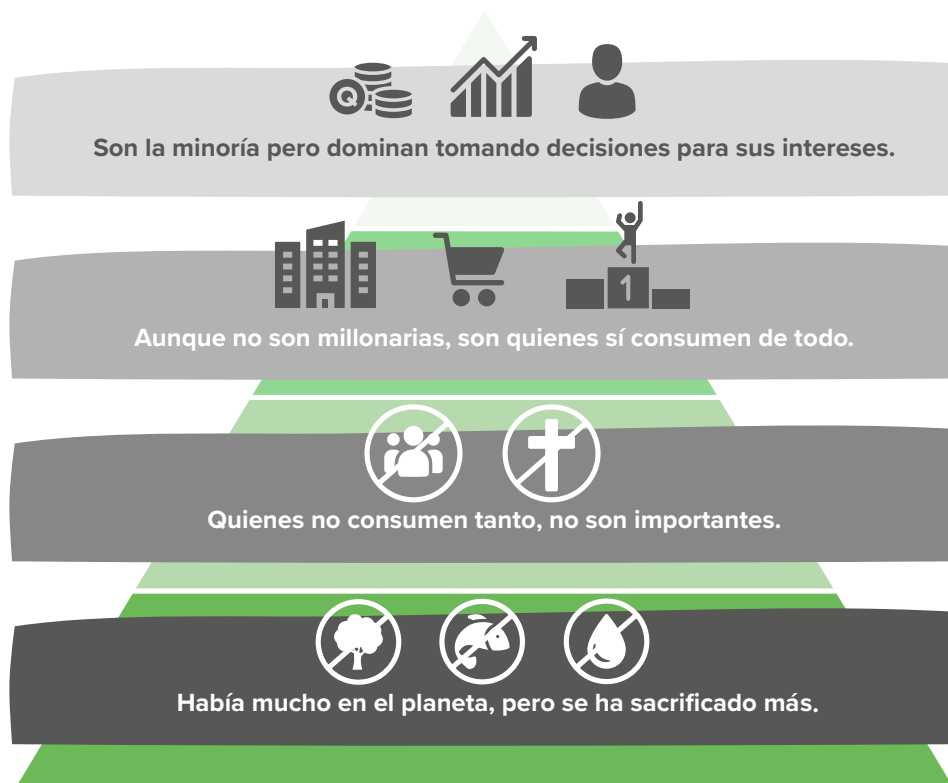 Q
Son la minoría pero dominan tomando decisiones para sus intereses.
1
Aunque no son millonarias, son quienes sí consumen de todo.
Quienes no consumen tanto, no son importantes.
Había mucho en el planeta, pero se ha sacrificado más.